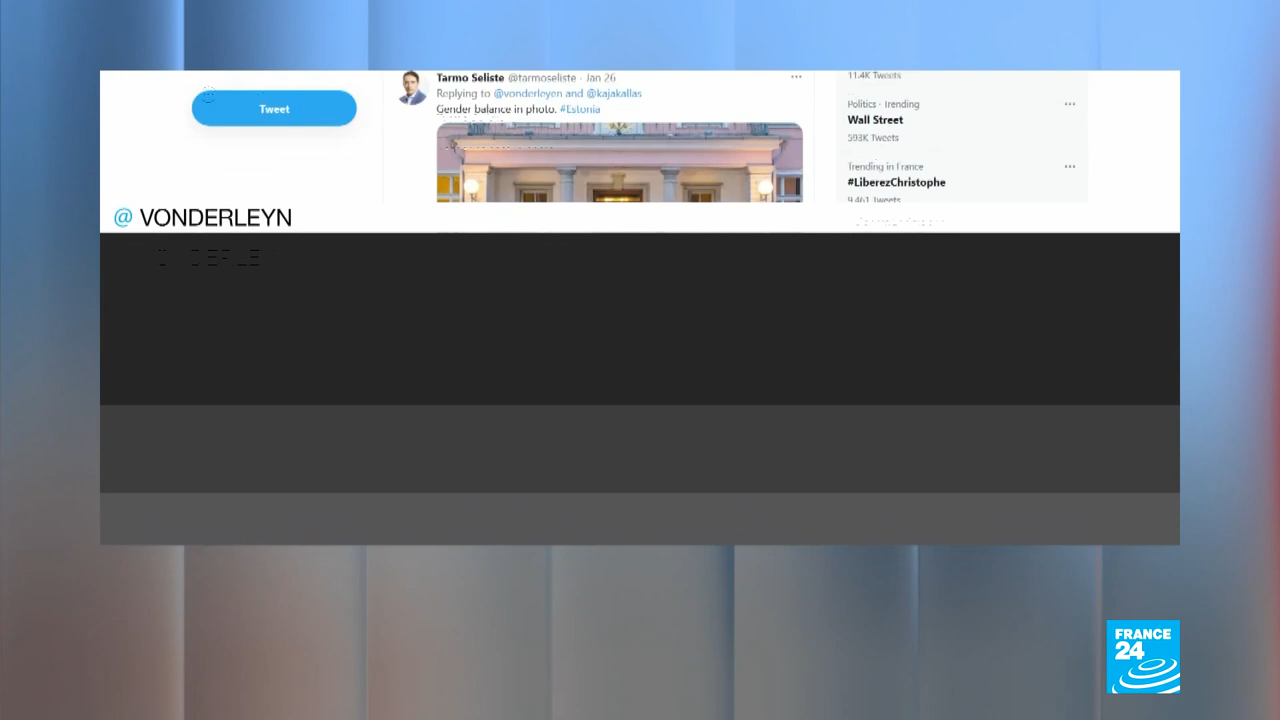 Tarmo Seliste @tarmoseliste · Jan 26
Replying to @vonderleyen and @kajakallas
Gender balance in photo. #Estonia
Tweet
11.4K Tweets
Politics · Trending
Wall Street
593K Tweets
Trending in France
#LiberezChristophe
9,461 Tweets
@ VONDERLEYN
FRANCE
24